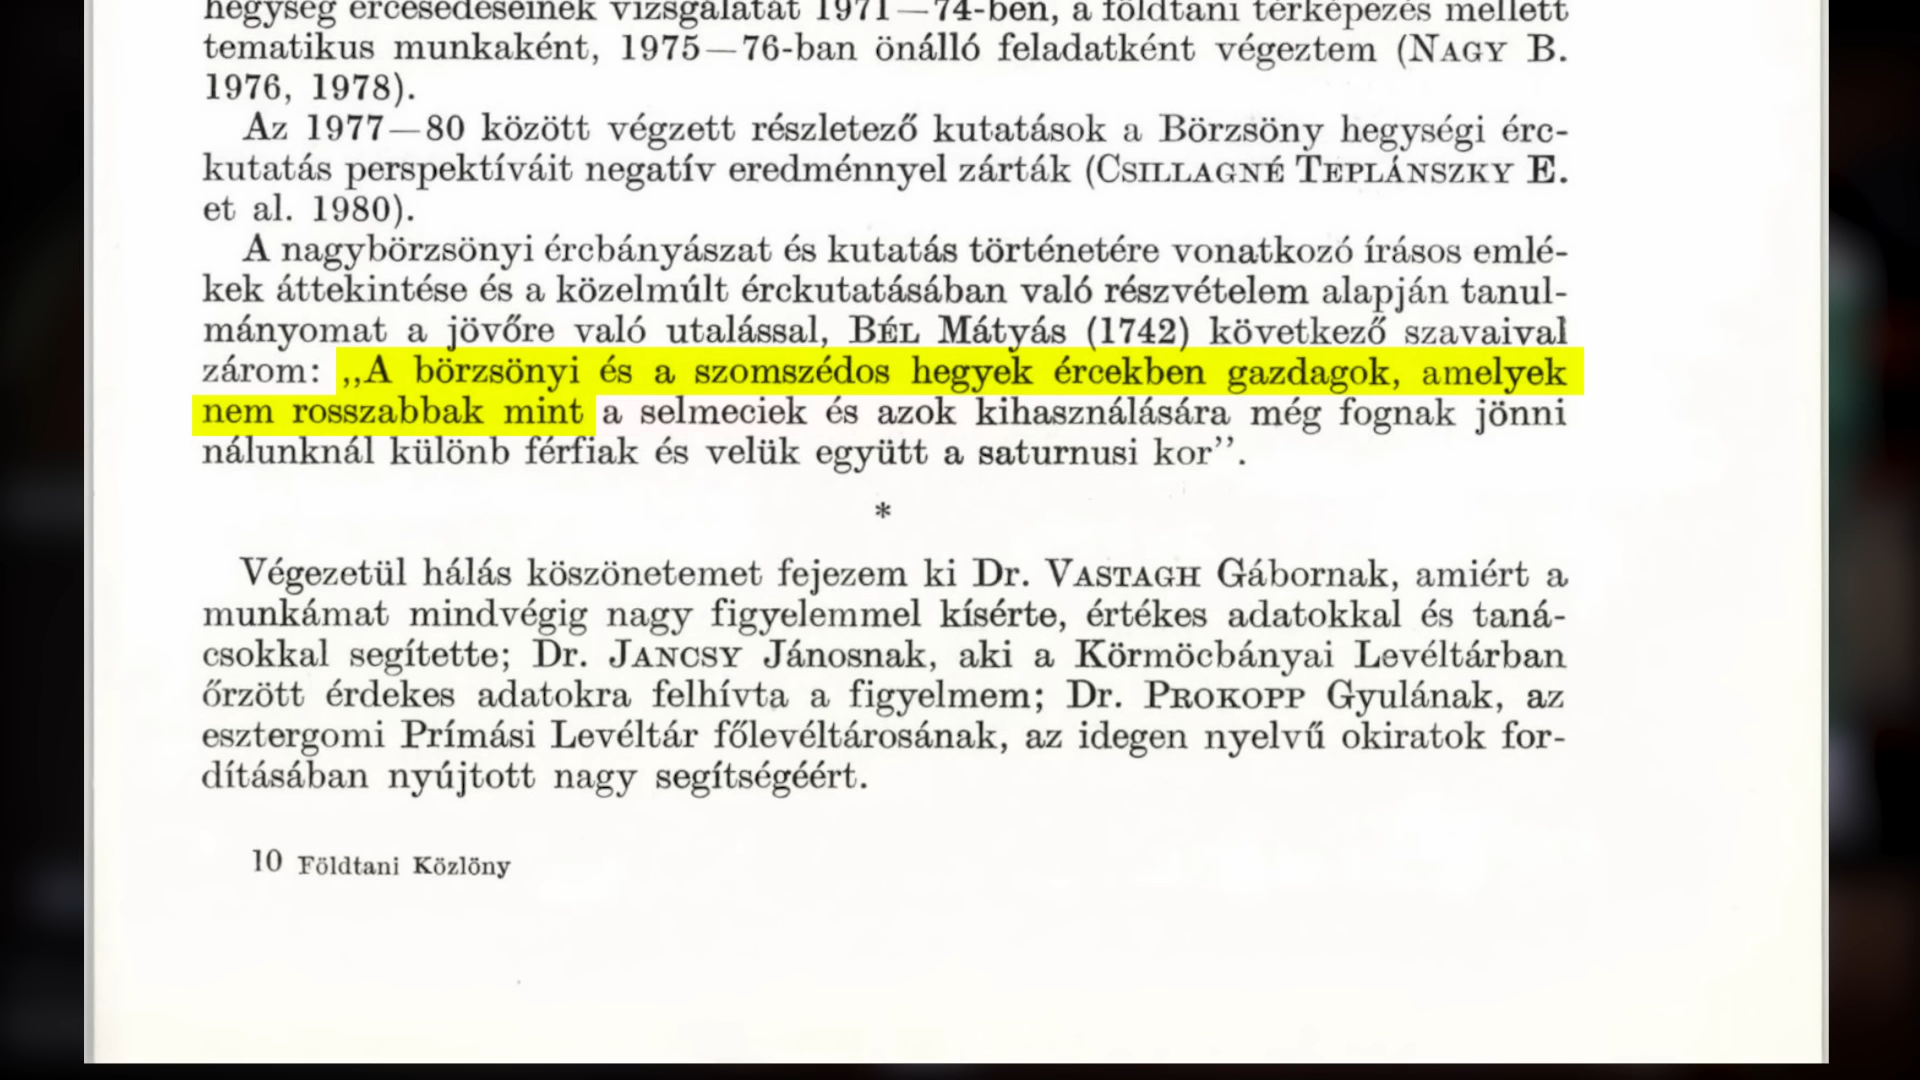 hegység ércesedéseinek vizsgálatát 1971—74-ben, a földtani térképezés mellett
tematikus munkaként, 1975—76-ban önálló feladatként végeztem (NAGY B.
1976, 1978).
Az 1977—80 között végzett részletező kutatások a Börzsöny hegységi érc-
kutatás perspektíváit negatív eredménnyel zárták (CSILLAGNÉ TEPLÁNSZKY E.
et al. 1980).
A nagybörzsönyi ércbányászat és kutatás történetére vonatkozó írásos emlé-
kek áttekintése és a közelmúlt érckutatásában való részvételem alapján tanul-
mányomat a jövőre való utalással, BÉL Mátyás (1742) következő szavaival
zárom: ,,A börzsönyi és a szomszédos hegyek ércekben gazdagok, amelyek
nem rosszabbak mint a selmeciek és azok kihasználására még fognak jönni
nálunknál különb férfiak és velük együtt a saturnusi kor’’.
*
Végezetül hálás köszönetemet fejezem ki Dr. VASTAGH Gábornak, amiért a
munkámat mindvégig nagy figyelemmel kísérte, értékes adatokkal és taná-
csokkal segítette; Dr. JANCSY Jánosnak, aki a Körmöcbányai Levéltárban
őrzött érdekes adatokra felhívta a figyelmem; Dr. PROKOPP Gyulának, az
esztergomi Prímási Levéltár főlevéltárosának, az idegen nyelvű okiratok for-
dításában nyújtott nagy segítségéért.
10 Földtani Közlöny